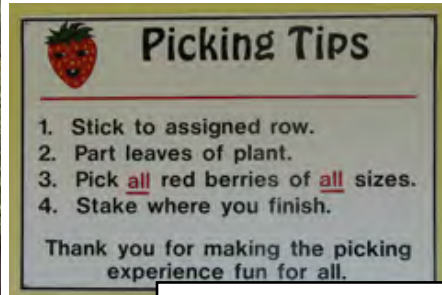 Picking Tips
1. Stick to assigned row.
2. Part leaves of plant.
3. Pick all red berries of all sizes.
4. Stake where you finish.
Thank you for making the picking
experience fun for all.